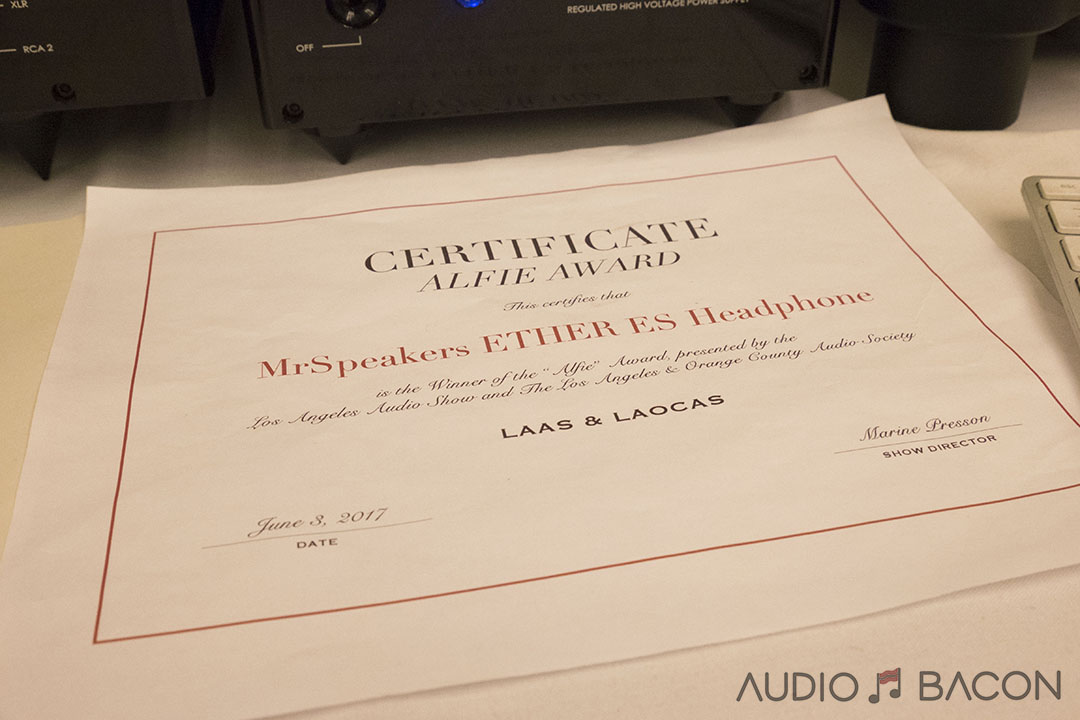 XLR
RCA 2
OFF
REGULATED HIGH VOLTAGE POWER SUPPLY
CERTIFICATE
ALFIE AWARD
This certifies that
MrSpeakers ETHER ES Headphone
is the Winner of the "Alfie" Award, presented by the
Los Angeles Audio Show and The Los Angeles & Orange County Audio Society
LAAS & LAOCAS
Marine Presson
SHOW DIRECTOR
June 3, 2017
DATE
esc
AUDIO BACON